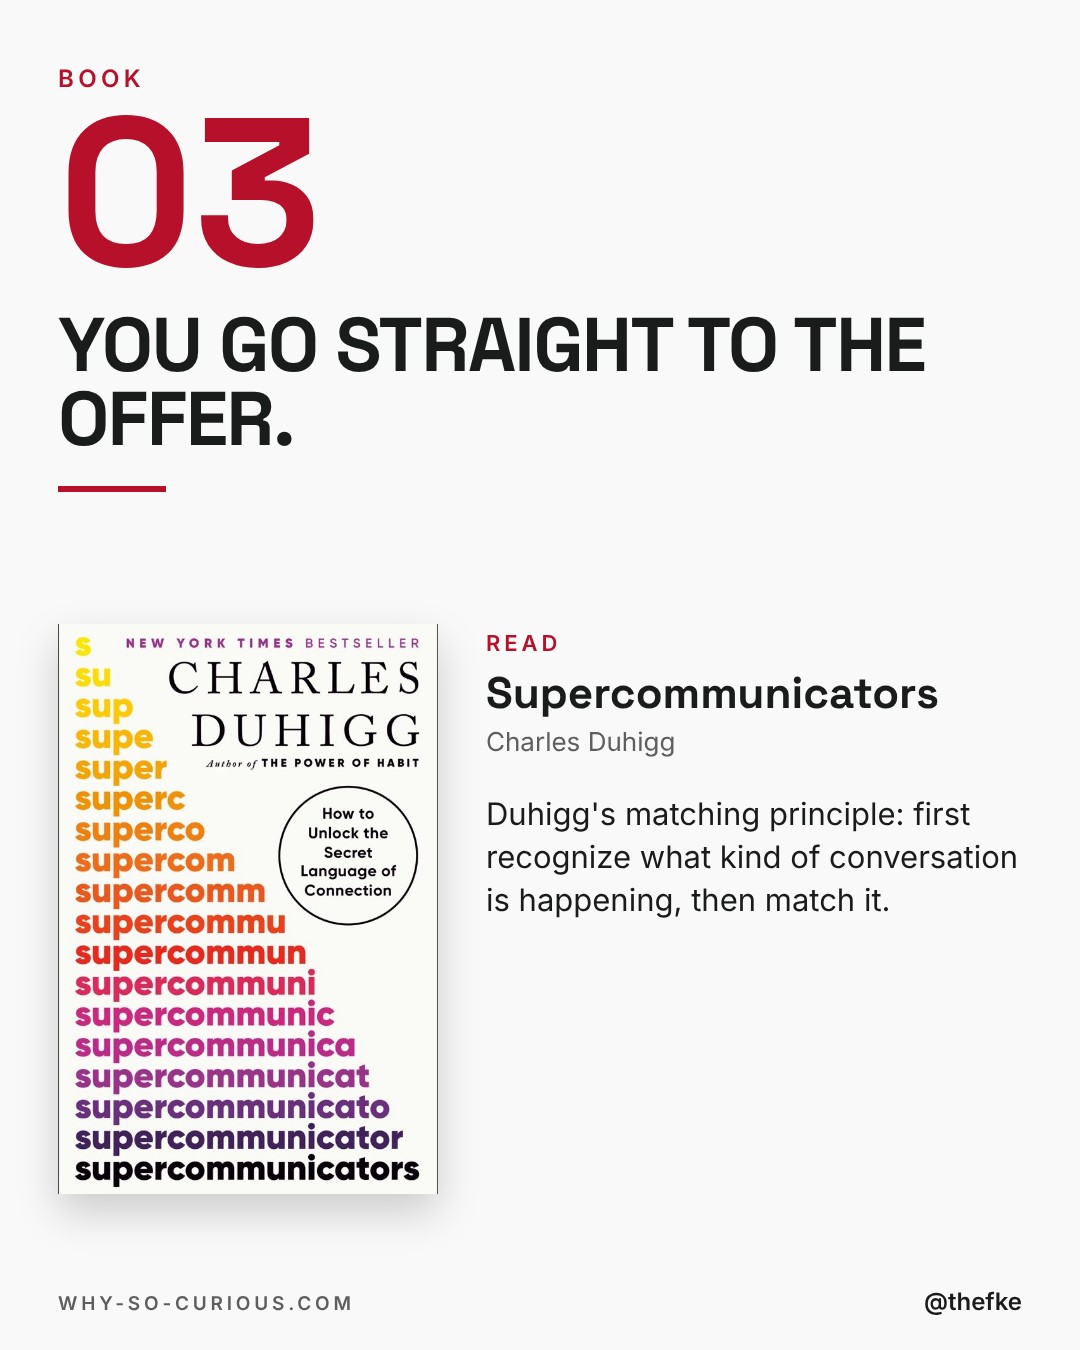 BOOK
03
YOU GO STRAIGHT TO THE
OFFER.
s
NEW YORK TIMES BESTSELLER
su
CHARLES
sup
DUHIGG
supe
super
Author of THE POWER OF HABIT
superc
superco
supercom
supercomm
supercommu
supercommun
supercommuni
supercommunic
supercommunica
supercommunicat
supercommunicato
supercommunicator
supercommunicators
How to
Unlock the
Secret
Language of
Connection
READ
Supercommunicators
Charles Duhigg
Duhigg's matching principle: first
recognize what kind of conversation
is happening, then match it.
WHY-SO-CURIOUS.COM
@thefke